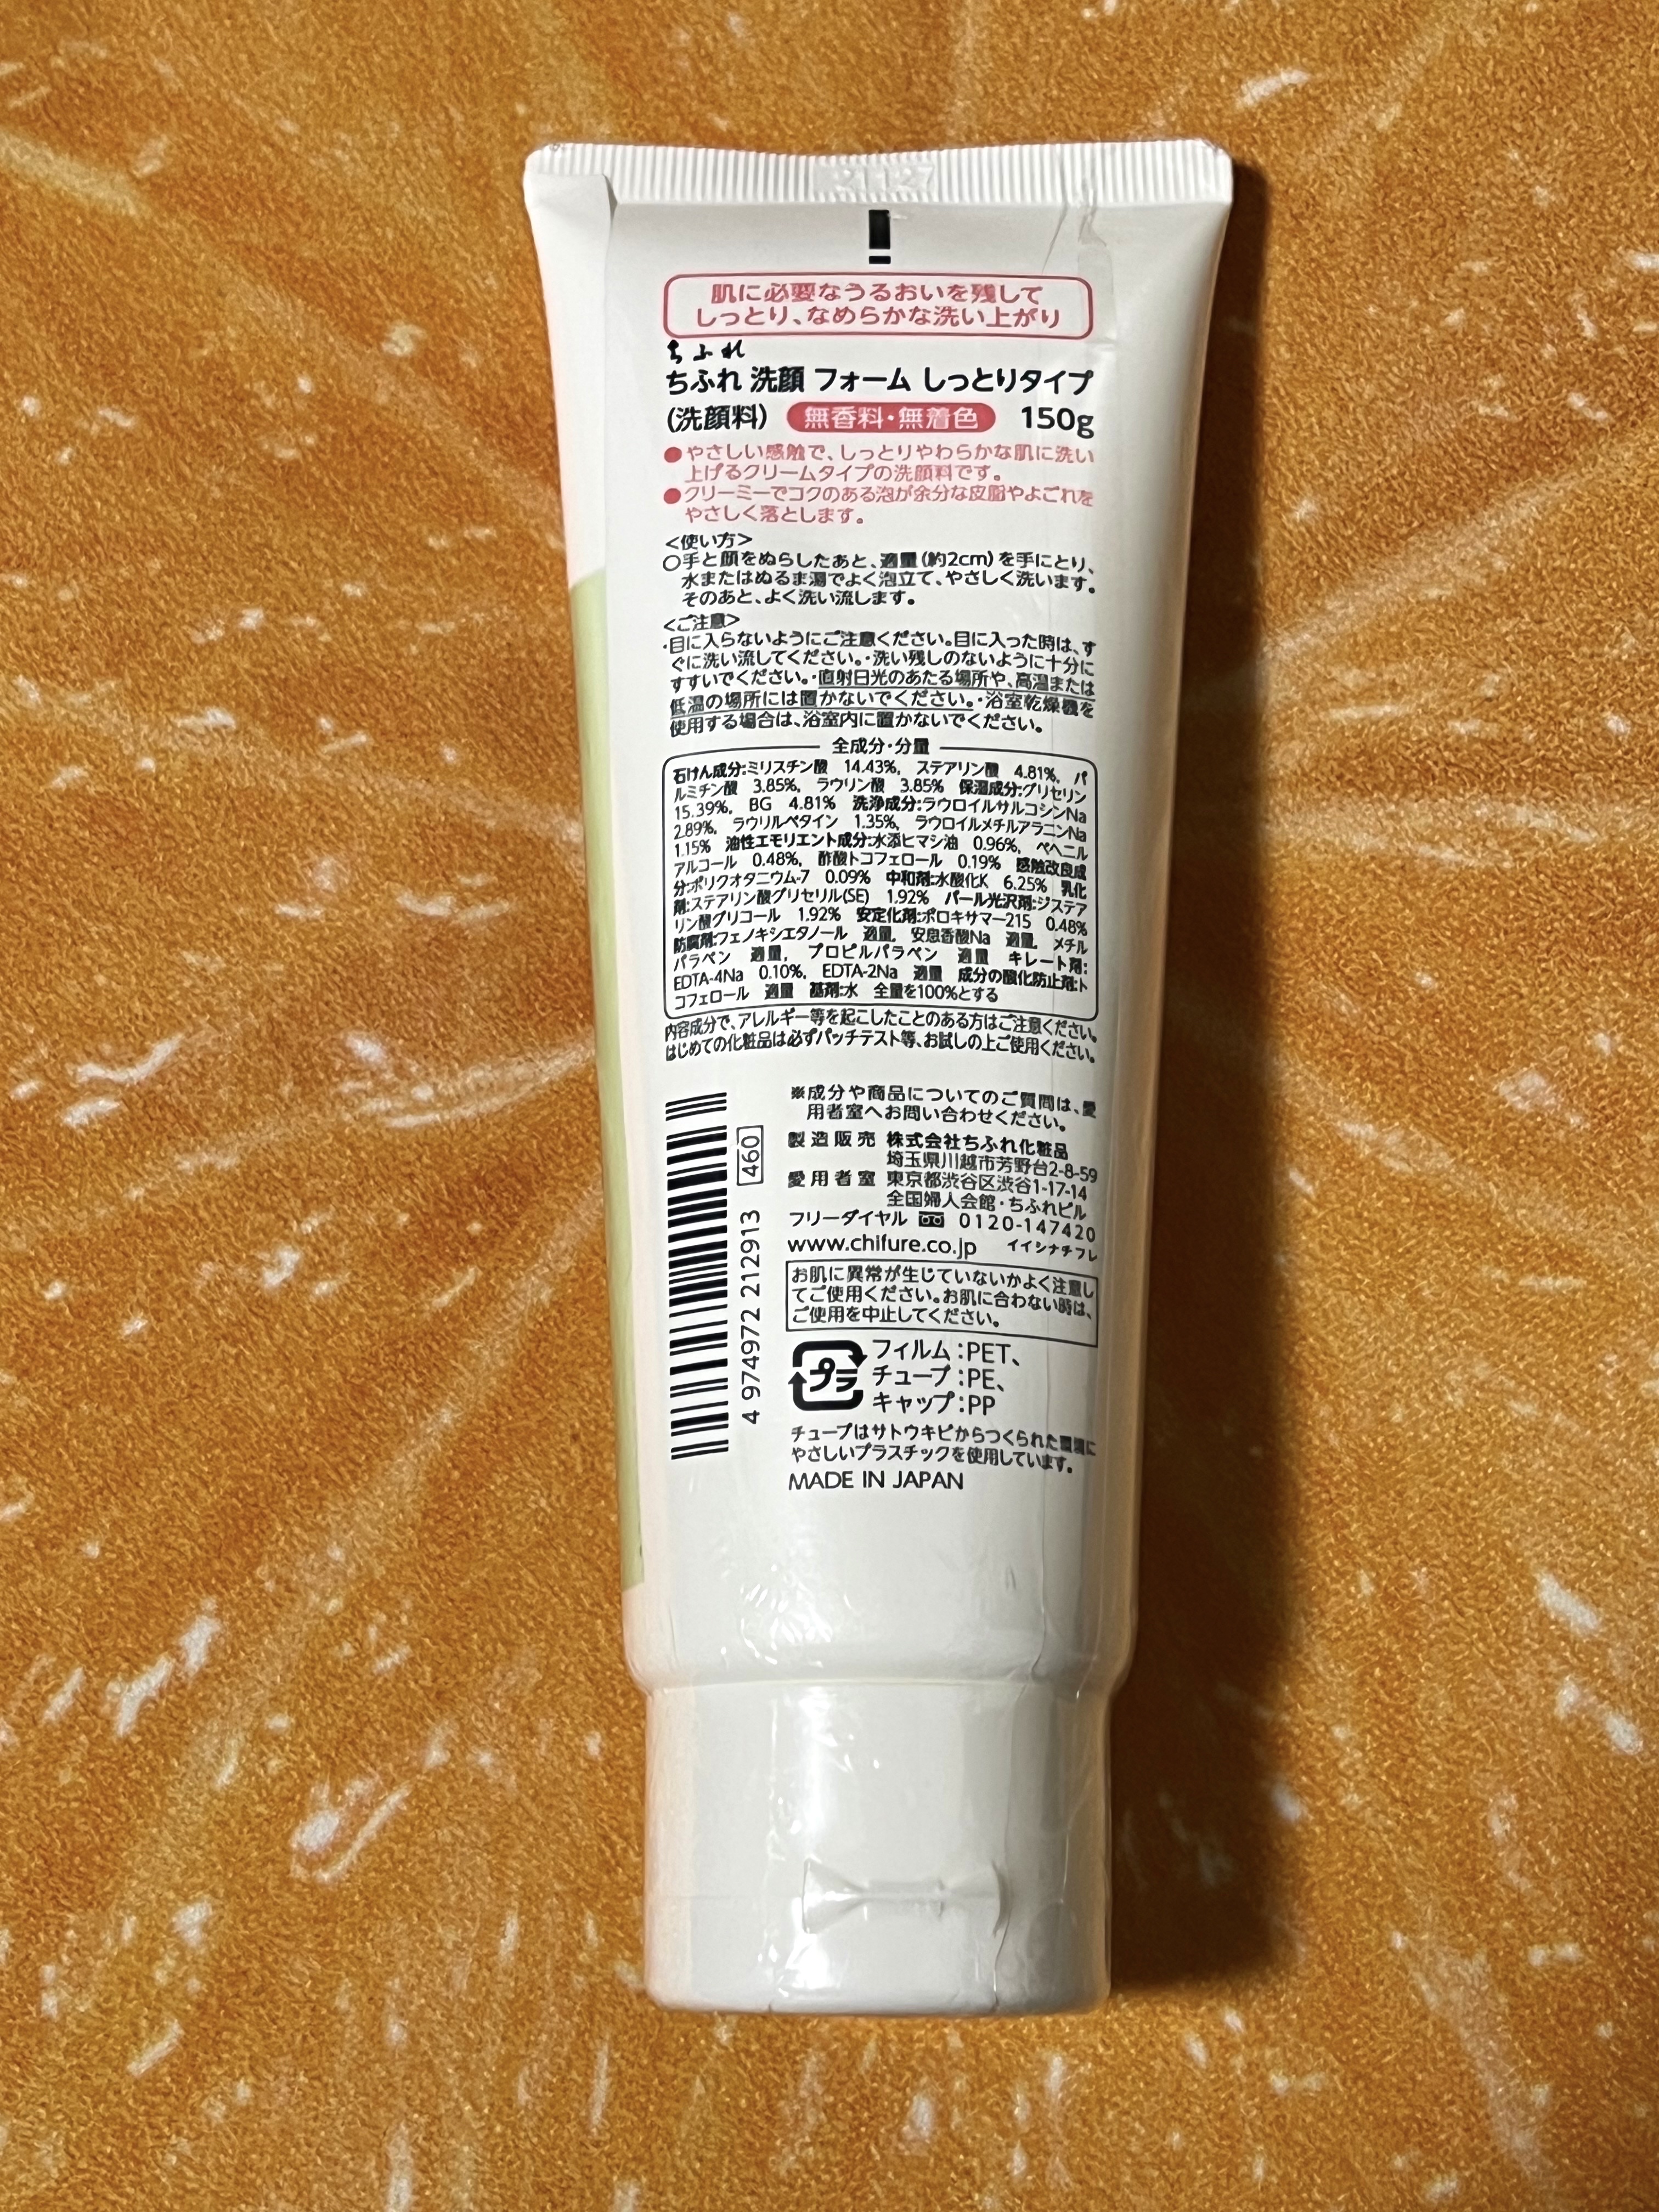 肌に必要なうるおいを残して
しっとり、なめらかな洗い上がり
ちふれ
ちふれ 洗顔 フォーム しっとりタイプ
(洗顔料) 無香料・無着色 150g
●やさしい感触で、しっとりやわらかな肌に洗い
上げるクリームタイプの洗顔料です。
●クリーミーでコクのある泡が余分な皮脂やよごれを
やさしく落とします。
<使い方>
○手と顔をぬらしたあと、適量(約2cm)を手にとり、
水またはぬるま湯でよく泡立て、やさしく洗います。
そのあと、よく洗い流します。
<ご注意>
・目に入らないようにご注意ください。目に入った時は、す
ぐに洗い流してください。・洗い残しのないように十分に
すすいでください。・直射日光のあたる場所や、高温または
低温の場所には置かないでください。・浴室乾燥機を
使用する場合は、浴室内に置かないでください。
全成分・分量
石けん成分:ミリスチン酸 14.43%, ステアリン酸 4.81%, パ
ルミチン酸 3.85%, ラウリン酸 3.85% 保湿成分:グリセリン
15.39%, BG 4.81% 洗浄成分:ラウロイルサルコシンNa
2.89%, ラウリルベタイン 1.35%, ラウロイルメチルアラニンNa
1.15% 油性エモリエント成分:水添ヒマシ油 0.96%, ベヘニル
アルコール 0.48%, 酢酸トコフェロール 0.19% 感触改良成
分:ポリクオタニウム-7 0.09% 中和剤:水酸化K 6.25% 乳化
剤:ステアリン酸グリセリル(SE) 1.92% パール光沢剤:ジステア
リン酸グリコール 1.92% 安定化剤:ポロキサマー215 0.48%
防腐剤:フェノキシエタノール 適量, 安息香酸Na 適量, メチル
パラベン 適量, プロピルパラベン 適量 キレート剤:
EDTA-4Na 0.10%, EDTA-2Na 適量 成分の酸化防止剤:ト
コフェロール 適量 基剤:水 全量を100%とする
内容成分で、アレルギー等を起こしたことのある方はご注意ください。
はじめての化粧品は必ずパッチテスト等、お試しの上ご使用ください。
※成分や商品についてのご質問は、愛
用者室へお問い合わせください。
製造販売 株式会社ちふれ化粧品
埼玉県川越市芳野台2-8-59
愛用者室 東京都渋谷区渋谷1-17-14
全国婦人会館・ちふれビル
フリーダイヤル 0120-147420
www.chifure.co.jp イイシナチフレ
お肌に異常が生じていないかよく注意し
てご使用ください。お肌に合わない時は、
ご使用を中止してください。
プラ
フィルム:PET、
チューブ:PE、
キャップ:PP
チューブはサトウキビからつくられた環境に
やさしいプラスチックを使用しています。
MADE IN JAPAN
460
4 974972 212913